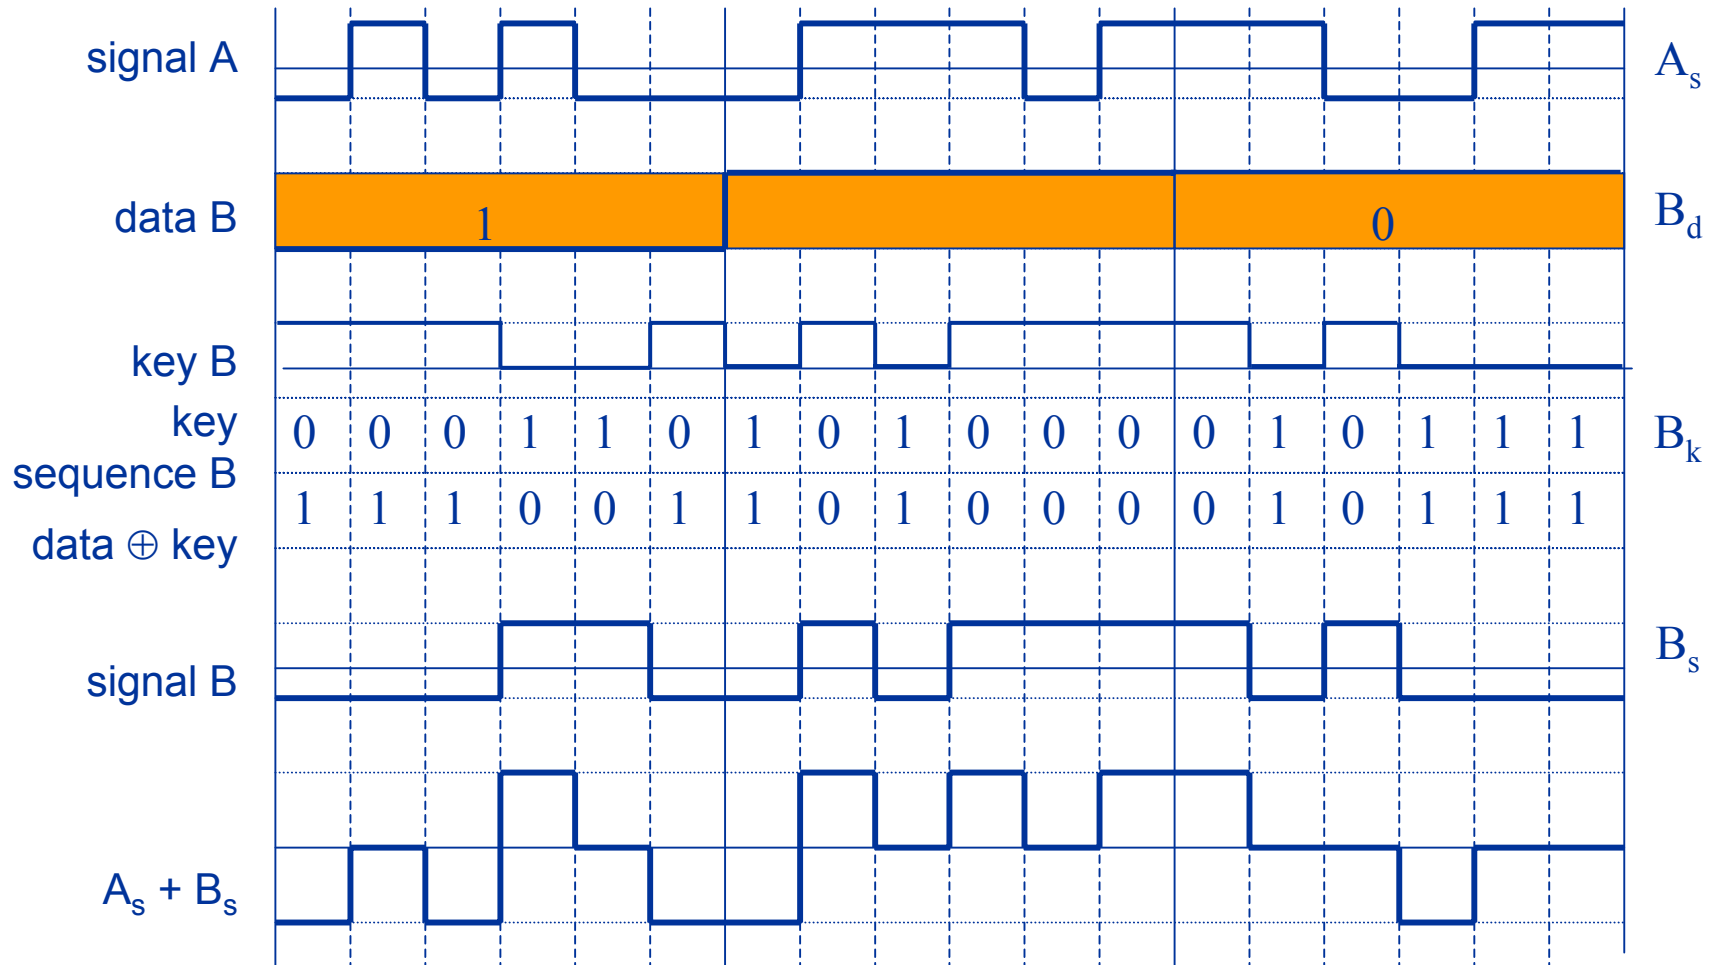 signal A
A_s
data B
1
0
B_d
key B
key
sequence B
0 0 0 1 1 0 1 0 1 0 0 0 0 1 0 1 1 1
B_k
data ⊕ key
1 1 1 0 0 1 1 0 1 0 0 0 0 1 0 1 1 1
signal B
B_s
A_s + B_s